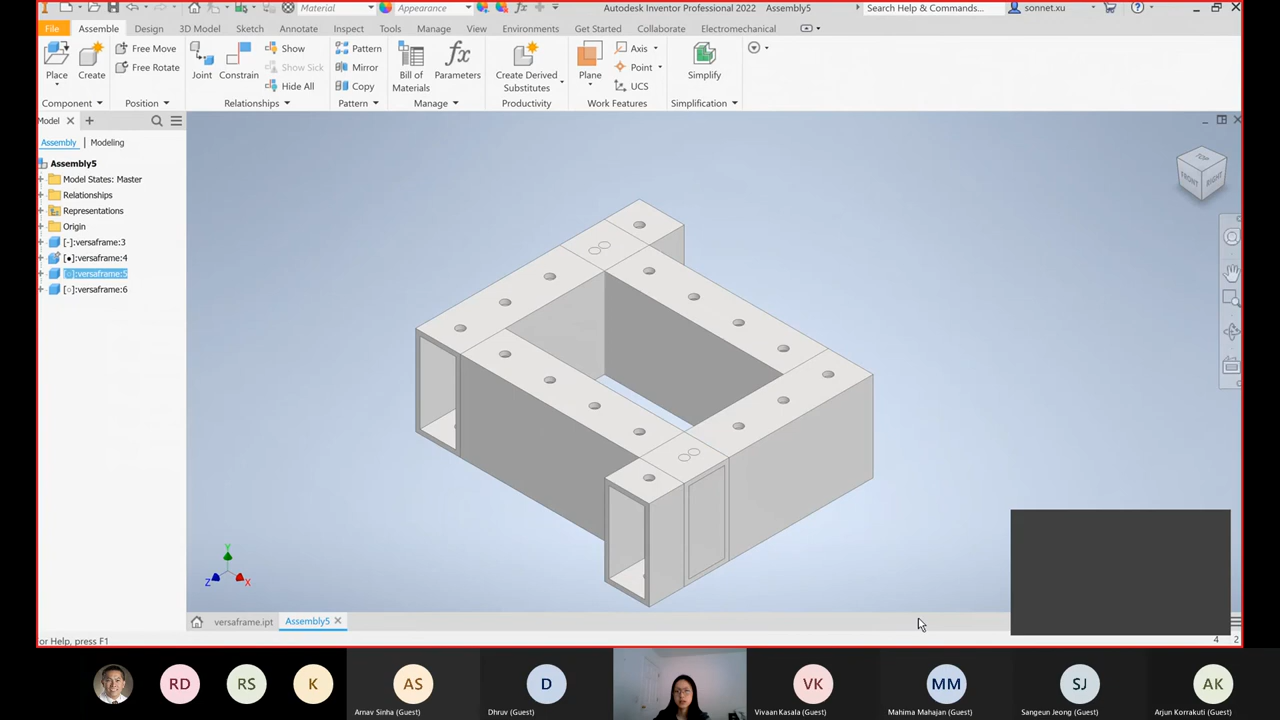 Material
Appearance
Autodesk Inventor Professional 2022 Assembly5
Search Help & Commands...
sonnet.xu
File Assemble Design 3D Model Sketch Annotate Inspect Tools Manage View Environments Get Started Collaborate Electromechanical
Place
Create
Free Move
Free Rotate
Joint
Constrain
Show
Show Sick
Hide All
Pattern
Mirror
Copy
Bill of
Materials
fx
Parameters
Create Derived
Substitutes
Plane
Axis
Point
UCS
Simplify
Component Position Relationships Pattern Manage Productivity Work Features Simplification
Model
Assembly | Modeling
Assembly5
Model States: Master
Relationships
Representations
Origin
[-]:versaframe:3
[●]:versaframe:4
[○]:versaframe:5
[○]:versaframe:6
TOP
FRONT
RIGHT
Y
Z
X
versaframe.ipt
Assembly5
or Help, press F1
4 2
RD
RS
K
AS
Arnav Sinha (Guest)
D
Dhruv (Guest)
VK
Vivaan Kasala (Guest)
MM
Mahima Mahajan (Guest)
SJ
Sangeun Jeong (Guest)
AK
Arjun Korrakuti (Guest)